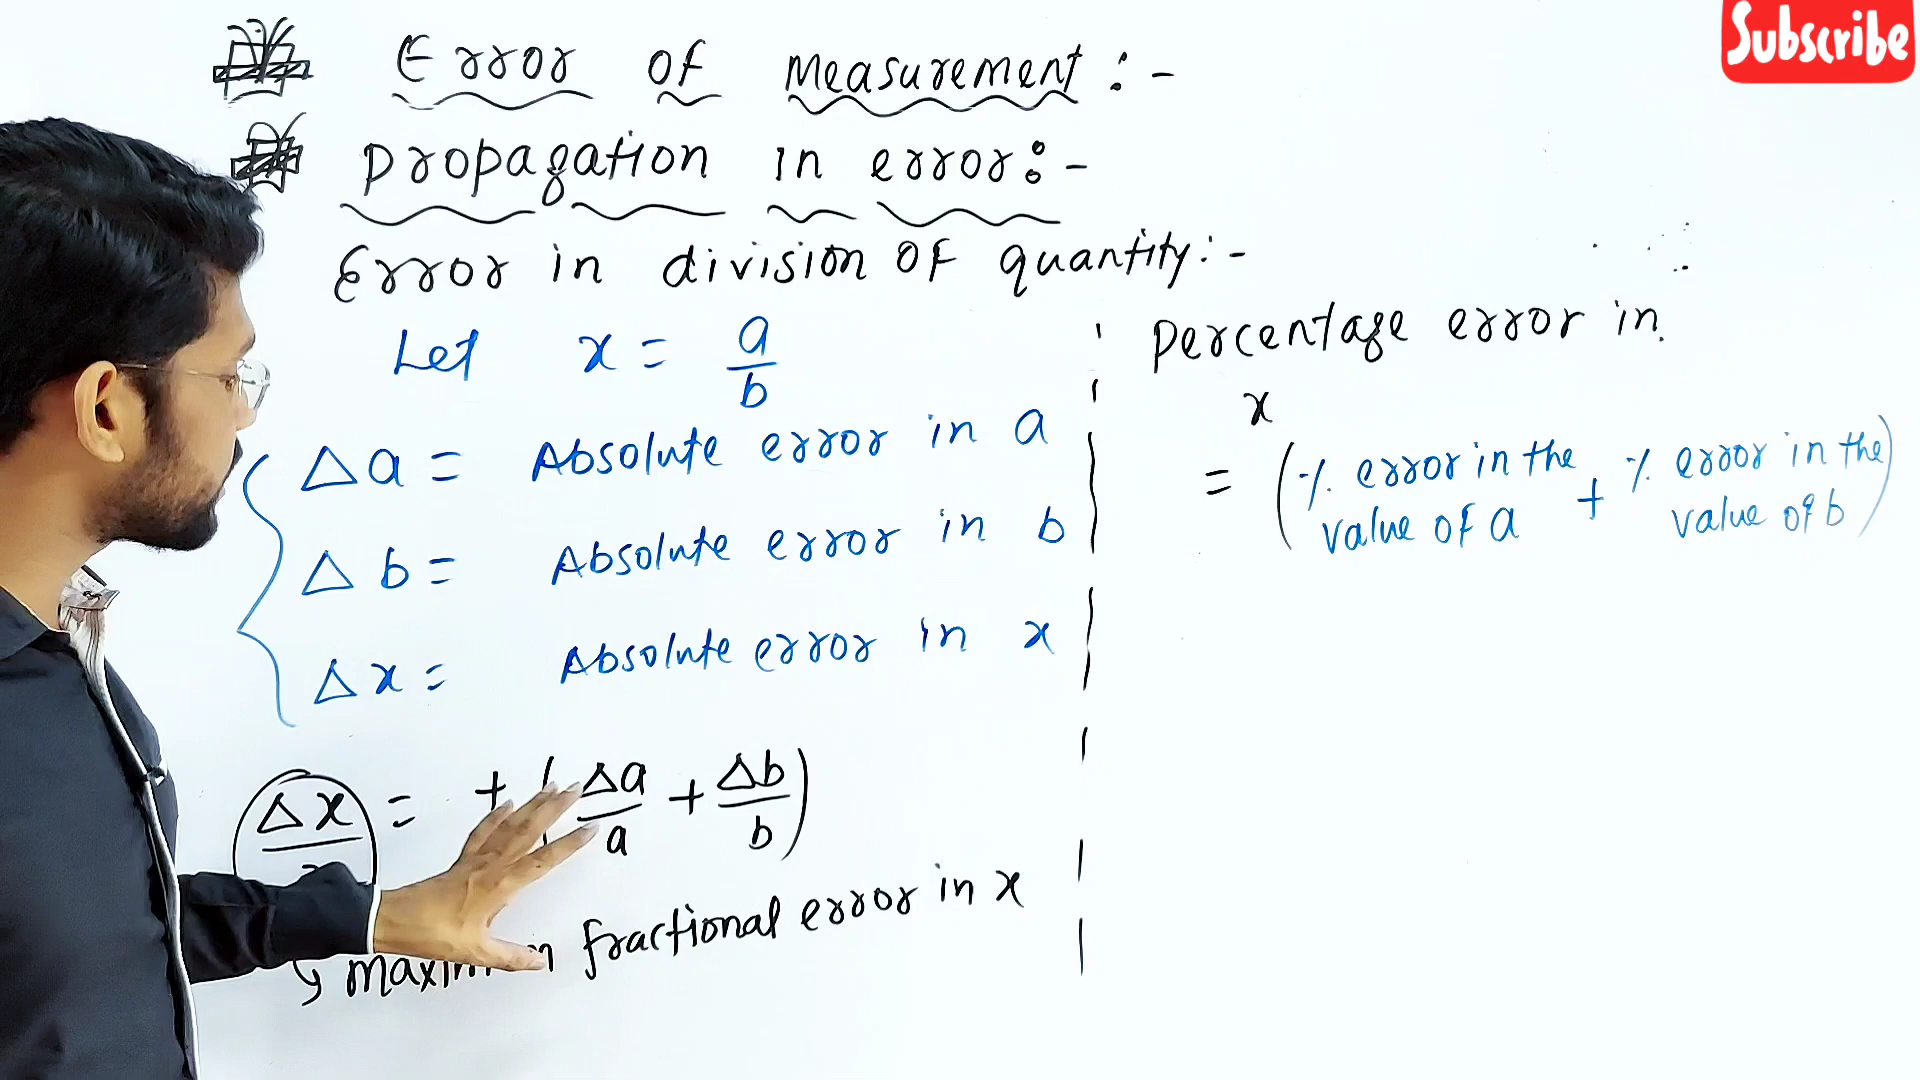 Subscribe
Error of measurement :-
Propagation in error:-
Error in division of quantity:-
Let x = a/b
Δa = Absolute error in a
Δb = Absolute error in b
Δx = Absolute error in x
Δx = + (Δa/a + Δb/b)
fractional error in x
Percentage error in
x
= (% error in the value of a + % error in the value of b)